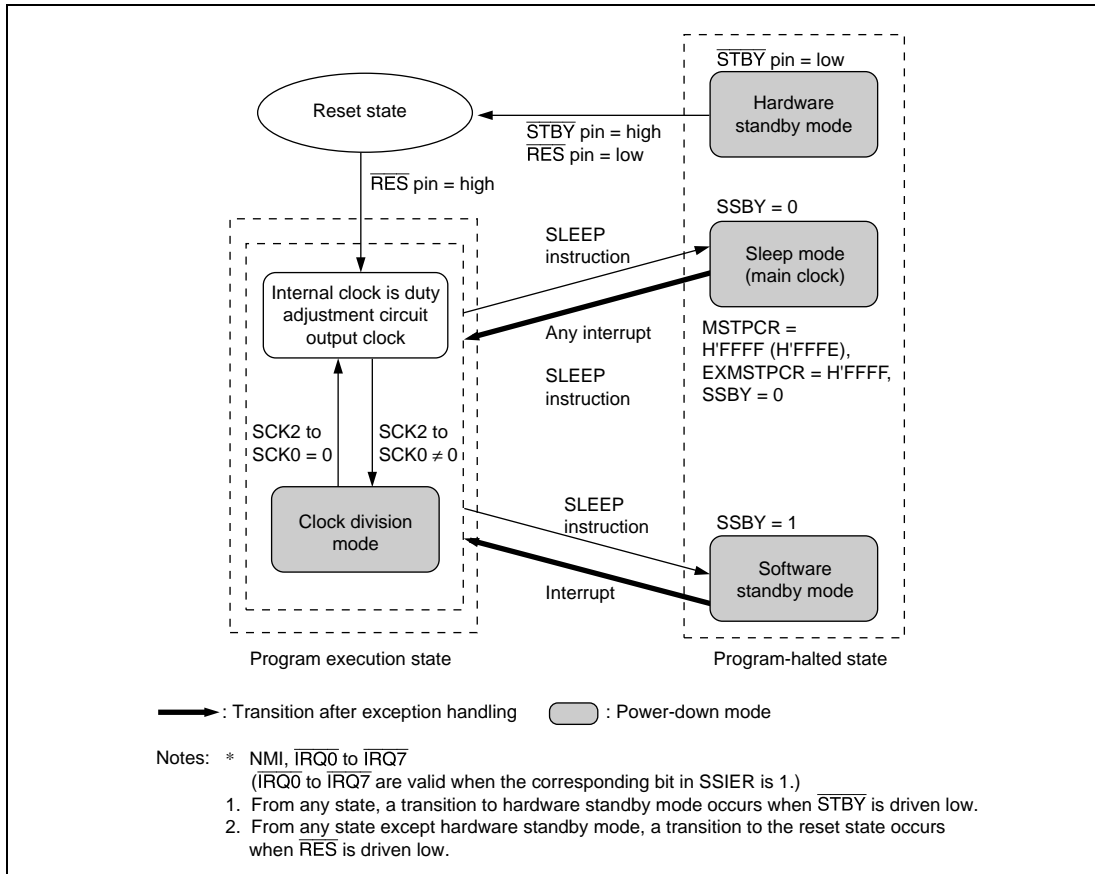 STBY pin = low
Hardware
standby mode
Reset state
STBY pin = high
RES pin = low
RES pin = high
SSBY = 0
SLEEP
instruction
Sleep mode
(main clock)
Internal clock is duty
adjustment circuit
output clock
Any interrupt
MSTPCR =
H'FFFF (H'FFFE),
EXMSTPCR = H'FFFF,
SSBY = 0
SLEEP
instruction
SCK2 to
SCK0 = 0
SCK2 to
SCK0 ≠ 0
Clock division
mode
SLEEP
instruction
SSBY = 1
Software
standby mode
Interrupt
Program execution state
Program-halted state
: Transition after exception handling
: Power-down mode
Notes: * NMI, IRQ0 to IRQ7
(IRQ0 to IRQ7 are valid when the corresponding bit in SSIER is 1.)
1. From any state, a transition to hardware standby mode occurs when STBY is driven low.
2. From any state except hardware standby mode, a transition to the reset state occurs
when RES is driven low.